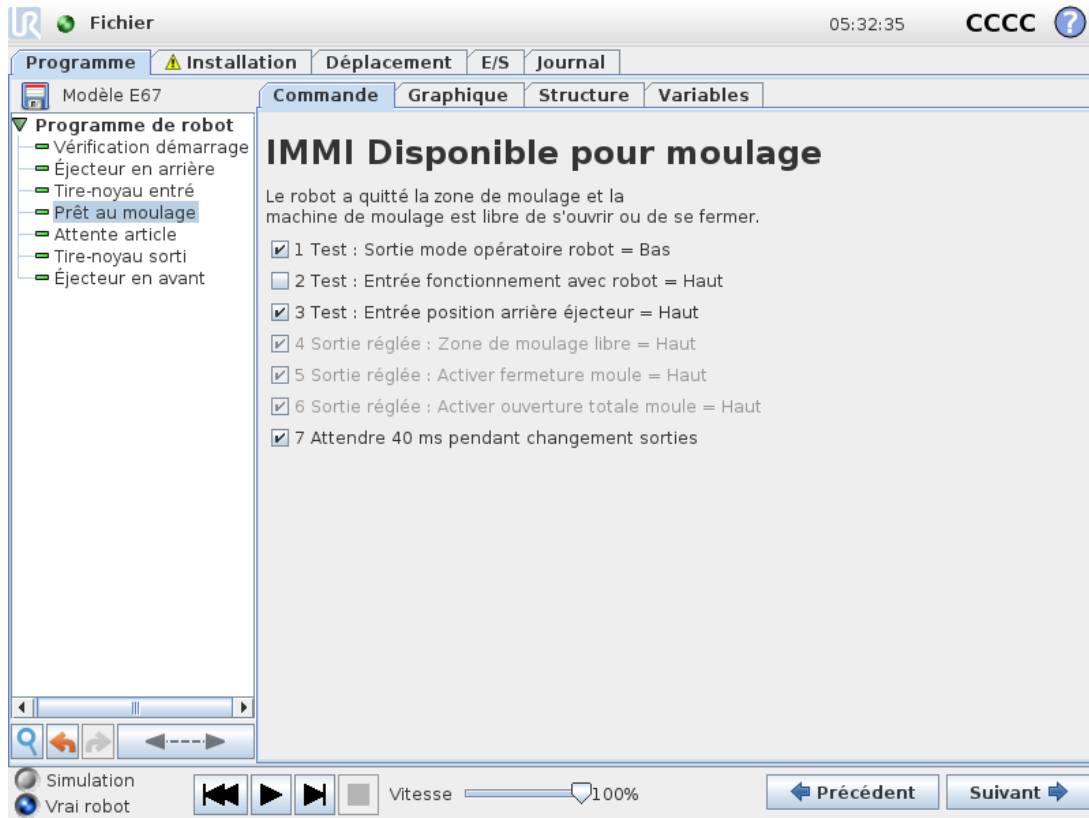 UR Fichier 05:32:35 CCCC ?
Programme Installation Déplacement E/S Journal
Modèle E67
Commande Graphique Structure Variables
Programme de robot
Vérification démarrage
Éjecteur en arrière
Tire-noyau entré
Prêt au moulage
Attente article
Tire-noyau sorti
Éjecteur en avant
IMMI Disponible pour moulage
Le robot a quitté la zone de moulage et la
machine de moulage est libre de s'ouvrir ou de se fermer.
1 Test : Sortie mode opératoire robot = Bas
2 Test : Entrée fonctionnement avec robot = Haut
3 Test : Entrée position arrière éjecteur = Haut
4 Sortie réglée : Zone de moulage libre = Haut
5 Sortie réglée : Activer fermeture moule = Haut
6 Sortie réglée : Activer ouverture totale moule = Haut
7 Attendre 40 ms pendant changement sorties
Simulation
Vrai robot
Vitesse 100%
Précédent Suivant